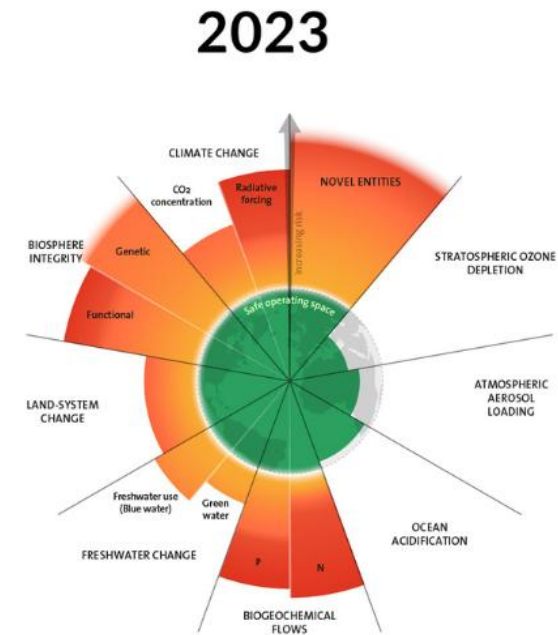 2023
CLIMATE CHANGE
CO2
concentration
Radiative
forcing
NOVEL ENTITIES
Increasing risk
STRATOSPHERIC OZONE
DEPLETION
BIOSPHERE
INTEGRITY
Genetic
Functional
Safe operating space
ATMOSPHERIC
AEROSOL
LOADING
LAND-SYSTEM
CHANGE
Freshwater use
(Blue water)
Green
water
FRESHWATER CHANGE
OCEAN
ACIDIFICATION
P
N
BIOGEOCHEMICAL
FLOWS